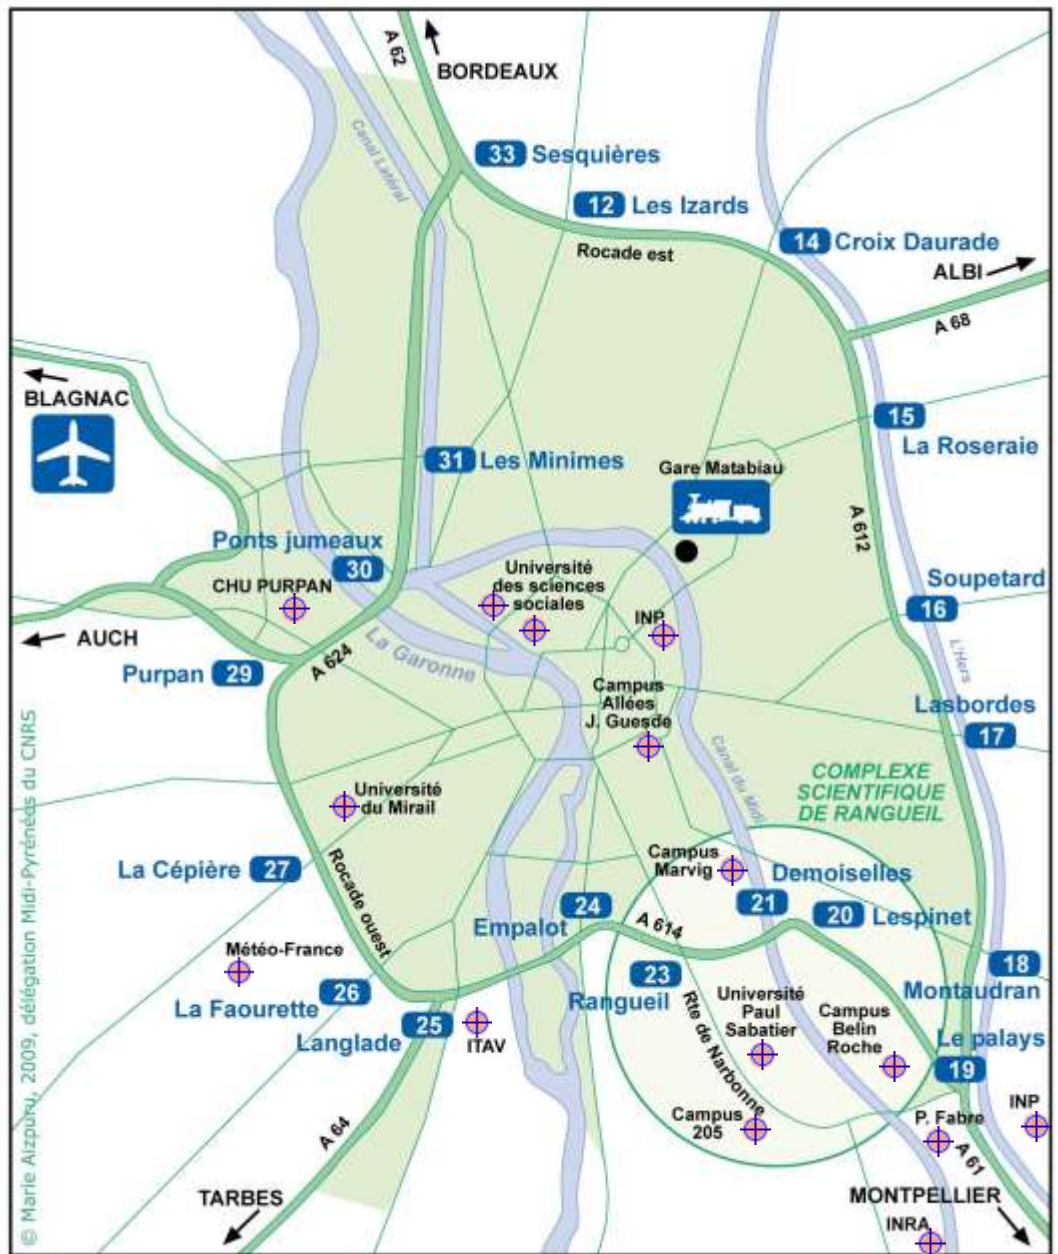 A 62
BORDEAUX
Canal Latéral
33 Sesquières
12 Les Izards
Rocade est
14 Croix Daurade
ALBI
A 68
BLAGNAC
15
La Roseraie
31 Les Minimes
Gare Matabiau
A 612
Ponts jumeaux
30
CHU PURPAN
Université
des sciences
sociales
INP
Soupetard
16
L'Hers
AUCH
Purpan 29
A 624
La Garonne
Campus
Allées
J. Guesde
Lasbordes
17
Canal du Midi
COMPLEXE
SCIENTIFIQUE
DE RANGUEIL
Université
du Mirail
La Cépière 27
Rocade ouest
Campus
Marvig
Demoiselles
21
20 Lespinet
24
Empalot
A 614
Météo-France
26
La Faourette
23
Rangueil
18
Montaudran
25
Langlade
ITAV
Rte de Narbonne
Université
Paul
Sabatier
Campus
Belin
Roche
Le palays
19
Campus
205
P. Fabre
INP
A 61
A 64
TARBES
MONTPELLIER
INRA
© Marie Aizpuru, 2009, délégation Midi-Pyrénées du CNRS